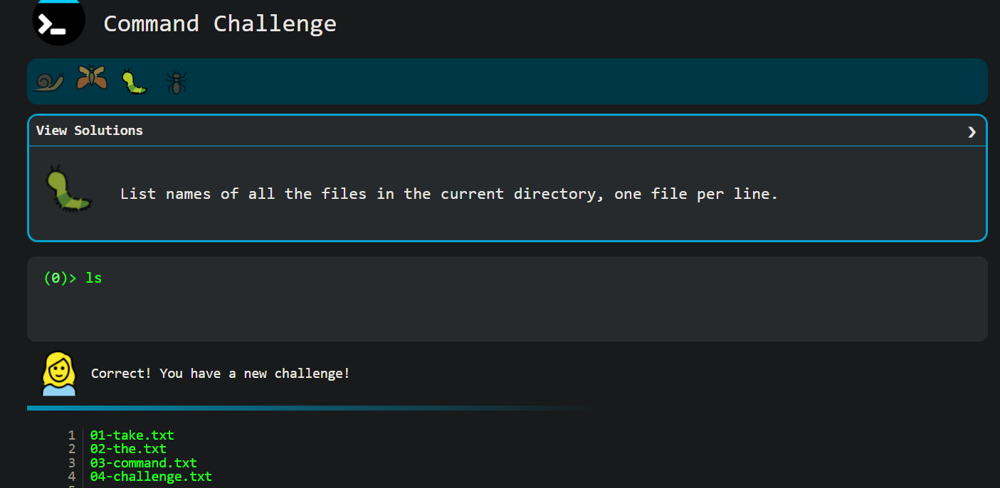 Command Challenge
View Solutions
List names of all the files in the current directory, one file per line.
(0)> ls
Correct! You have a new challenge!
1 01-take.txt
2 02-the.txt
3 03-command.txt
4 04-challenge.txt